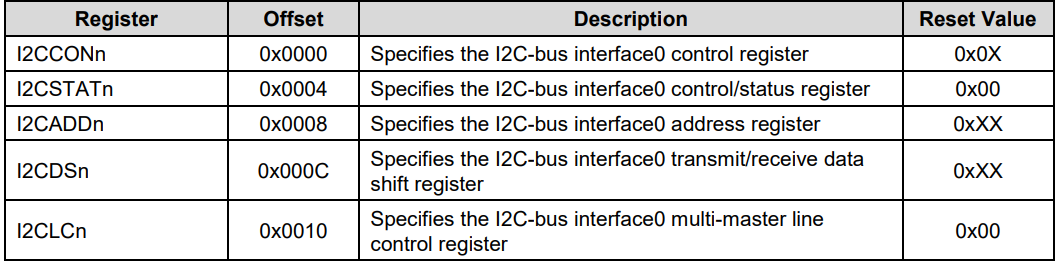 Register Offset Description Reset Value
I2CCONn 0x0000 Specifies the I2C-bus interface0 control register 0x0X
I2CSTATn 0x0004 Specifies the I2C-bus interface0 control/status register 0x00
I2CADDn 0x0008 Specifies the I2C-bus interface0 address register 0xXX
I2CDSn 0x000C Specifies the I2C-bus interface0 transmit/receive data
shift register 0xXX
I2CLCn 0x0010 Specifies the I2C-bus interface0 multi-master line
control register 0x00